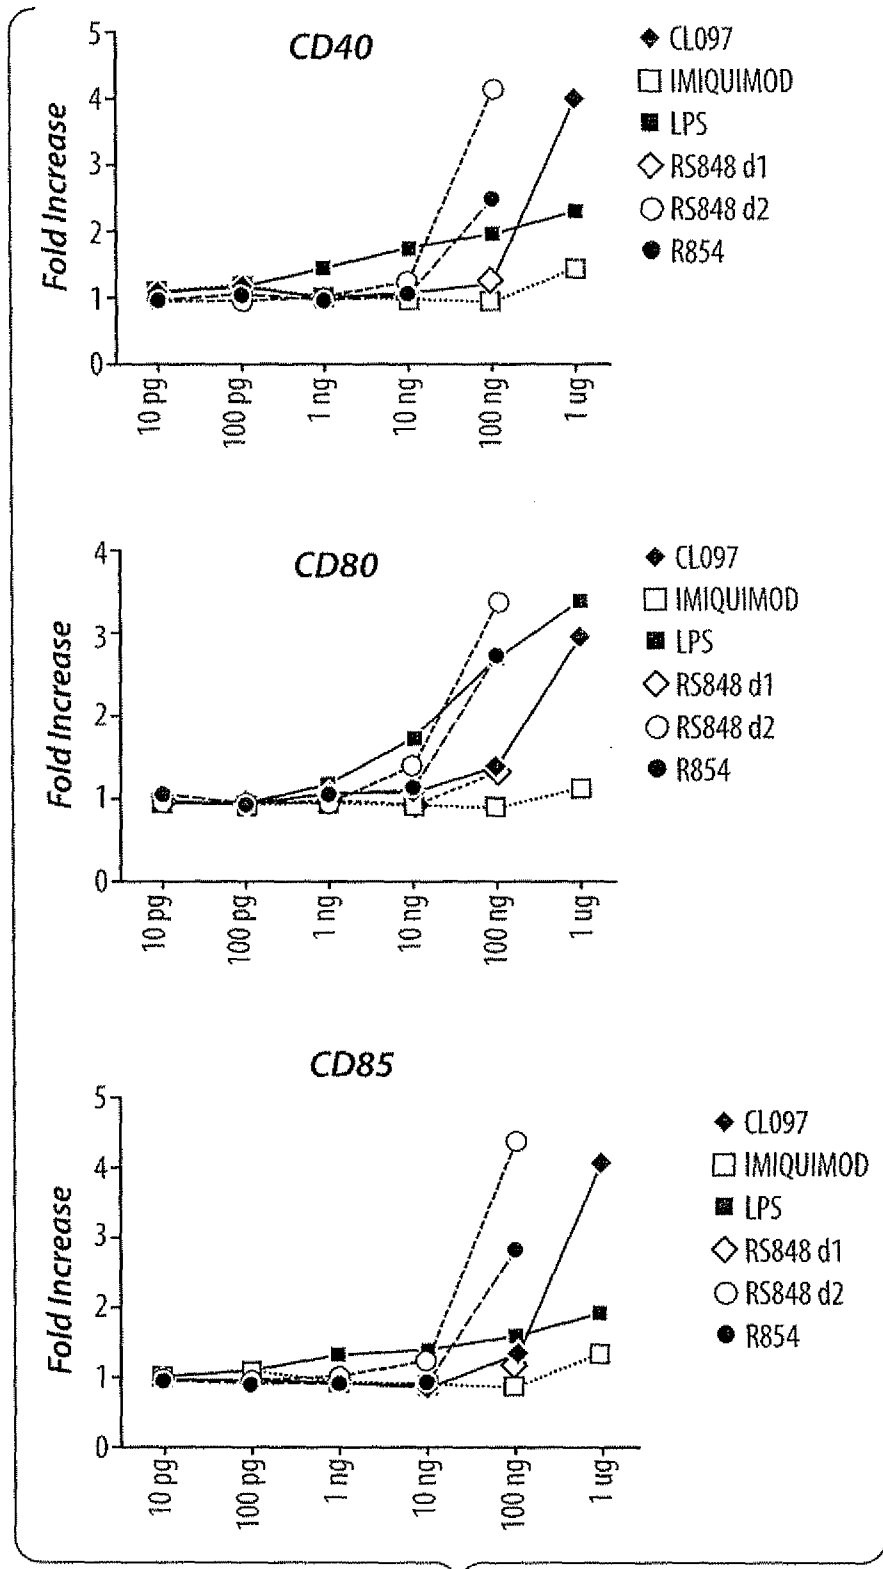 CD40
Fold Increase
5
4
3
2
1
0
10 pg
100 pg
1 ng
10 ng
100 ng
1 ug
CL097
IMIQUIMOD
LPS
RS848 d1
RS848 d2
R854
CD80
Fold Increase
4
3
2
1
0
10 pg
100 pg
1 ng
10 ng
100 ng
1 ug
CL097
IMIQUIMOD
LPS
RS848 d1
RS848 d2
R854
CD85
Fold Increase
5
4
3
2
1
0
10 pg
100 pg
1 ng
10 ng
100 ng
1 ug
CL097
IMIQUIMOD
LPS
RS848 d1
RS848 d2
R854